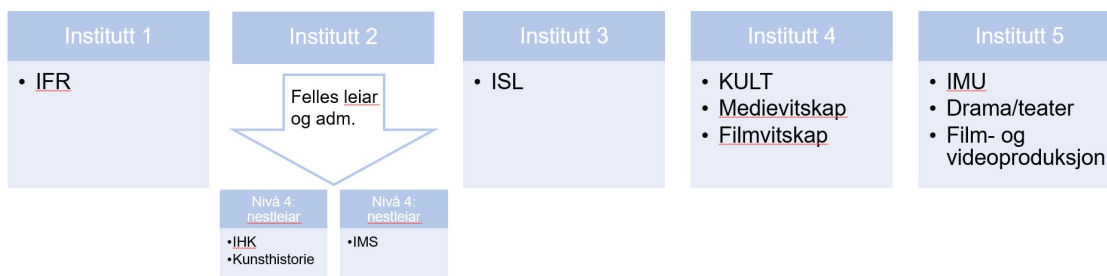 Institutt 1
• IFR
Institutt 2
Felles leiar
og adm.
Nivå 4:
nestleiar
•IHK
•Kunsthistorie
Nivå 4:
nestleiar
•IMS
Institutt 3
• ISL
Institutt 4
• KULT
• Medievitskap
• Filmvitskap
Institutt 5
• IMU
• Drama/teater
• Film- og
videoproduksjon